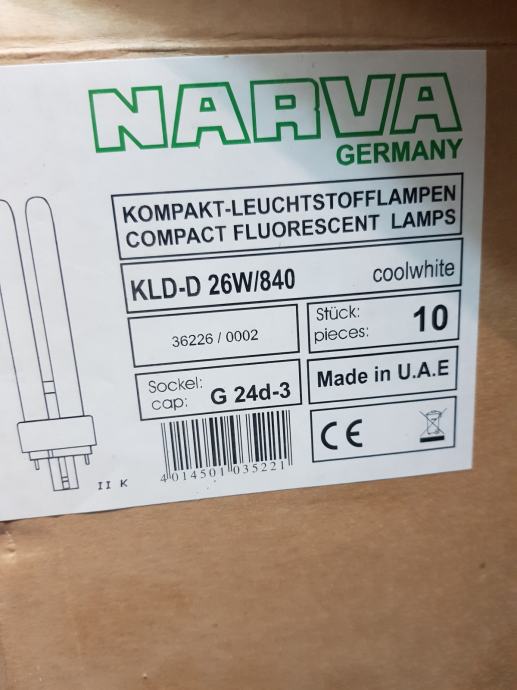 NARVA
GERMANY
KOMPAKT-LEUCHTSTOFFLAMPEN
COMPACT FLUORESCENT LAMPS
KLD-D 26W/840 coolwhite
36226 / 0002
Stück:
pieces: 10
Sockel:
cap: G 24d-3
Made in U.A.E
CE
II K
4 014501 035221